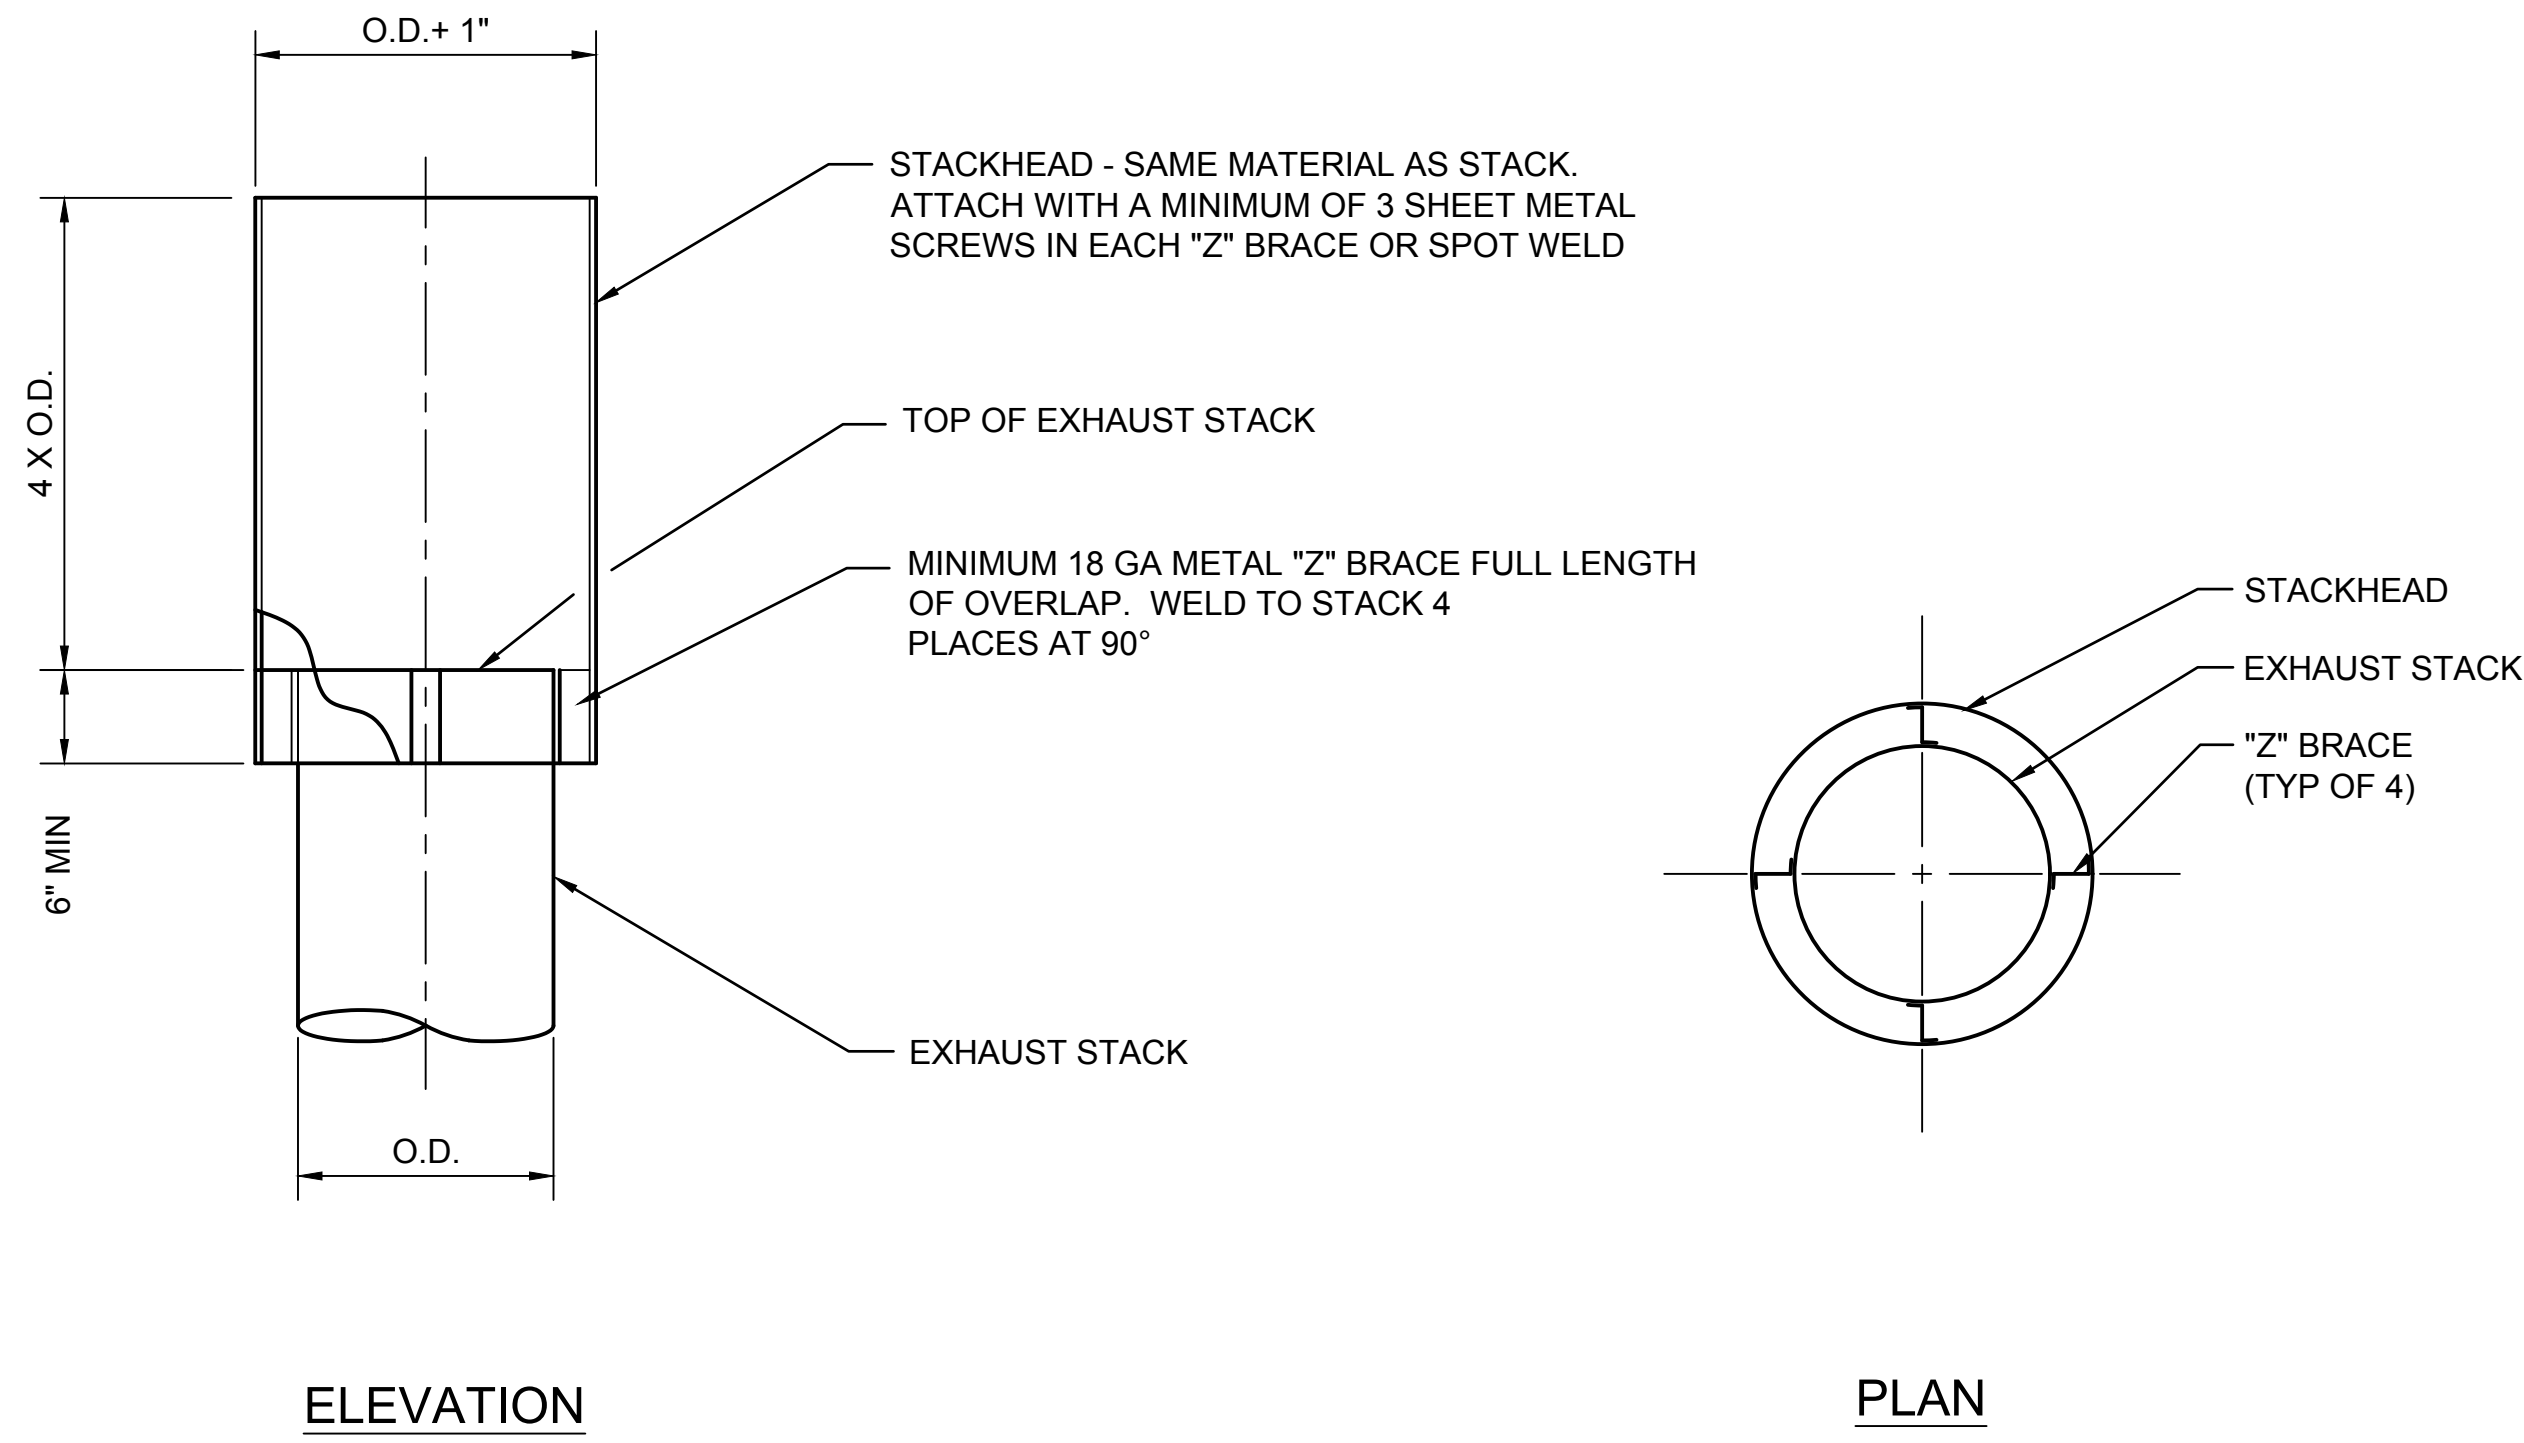 O.D.+ 1"
STACKHEAD - SAME MATERIAL AS STACK.
ATTACH WITH A MINIMUM OF 3 SHEET METAL
SCREWS IN EACH "Z" BRACE OR SPOT WELD
4 X O.D.
TOP OF EXHAUST STACK
MINIMUM 18 GA METAL "Z" BRACE FULL LENGTH
OF OVERLAP. WELD TO STACK 4
PLACES AT 90°
6" MIN
EXHAUST STACK
O.D.
ELEVATION
STACKHEAD
EXHAUST STACK
"Z" BRACE
(TYP OF 4)
PLAN